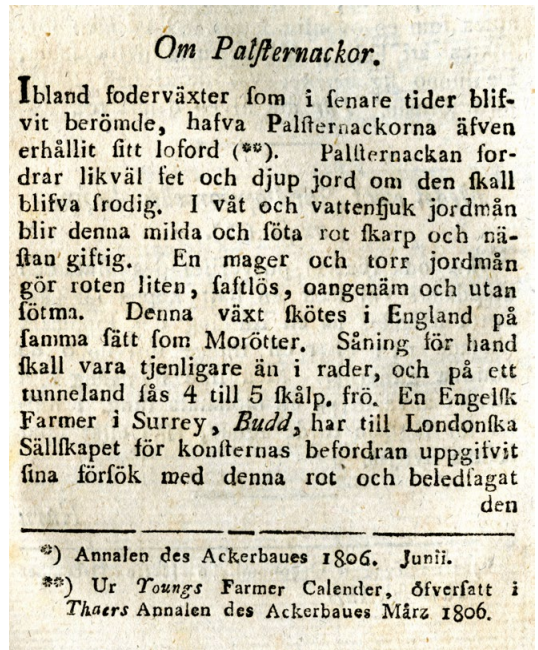 Om Palſternackor.
Ibland foderväxter ſom i ſenare tider blif-
vit berömde, hafva Palſternackorna äfven
erhållit ſitt loford (**). Palſternackan for-
drar likväl fet och djup jord om den ſkall
blifva frodig. I våt och vattenſjuk jordmån
blir denna milda och ſöta rot ſkarp och nä-
ſtan giftig. En mager och torr jordmån
gör roten liten, ſaftlös, oangenäm och utan
ſötma. Denna växt ſkötes i England på
ſamma ſätt ſom Morötter. Såning för hand
ſkall vara tjenligare än i rader, och på ett
tunneland ſås 4 till 5 ſkålp. frö. En Engelſk
Farmer i Surrey, Budd, har till Londonſka
Sällſkapet för konſternas befordran uppgifvit
ſina förſök med denna rot och beledſagat
den
*) Annalen des Ackerbaues 1806. Junii.
**) Ur Youngs Farmer Calender, öfverſatt i
Thaers Annalen des Ackerbaues März 1806.